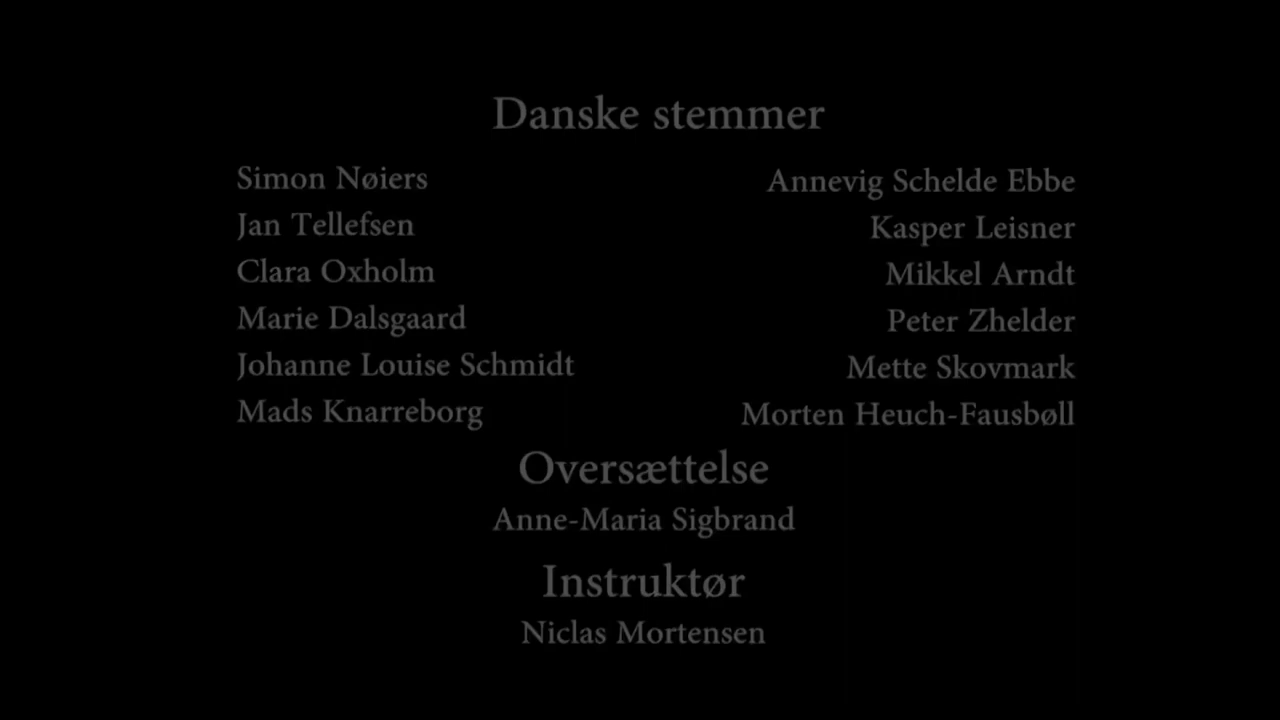 Danske stemmer
Simon Nøiers
Annevig Schelde Ebbe
Jan Tellefsen
Kasper Leisner
Clara Oxholm
Mikkel Arndt
Marie Dalsgaard
Peter Zhelder
Johanne Louise Schmidt
Mette Skovmark
Mads Knarreborg
Morten Heuch-Fausbøll
Oversættelse
Anne-Maria Sigbrand
Instruktør
Niclas Mortensen